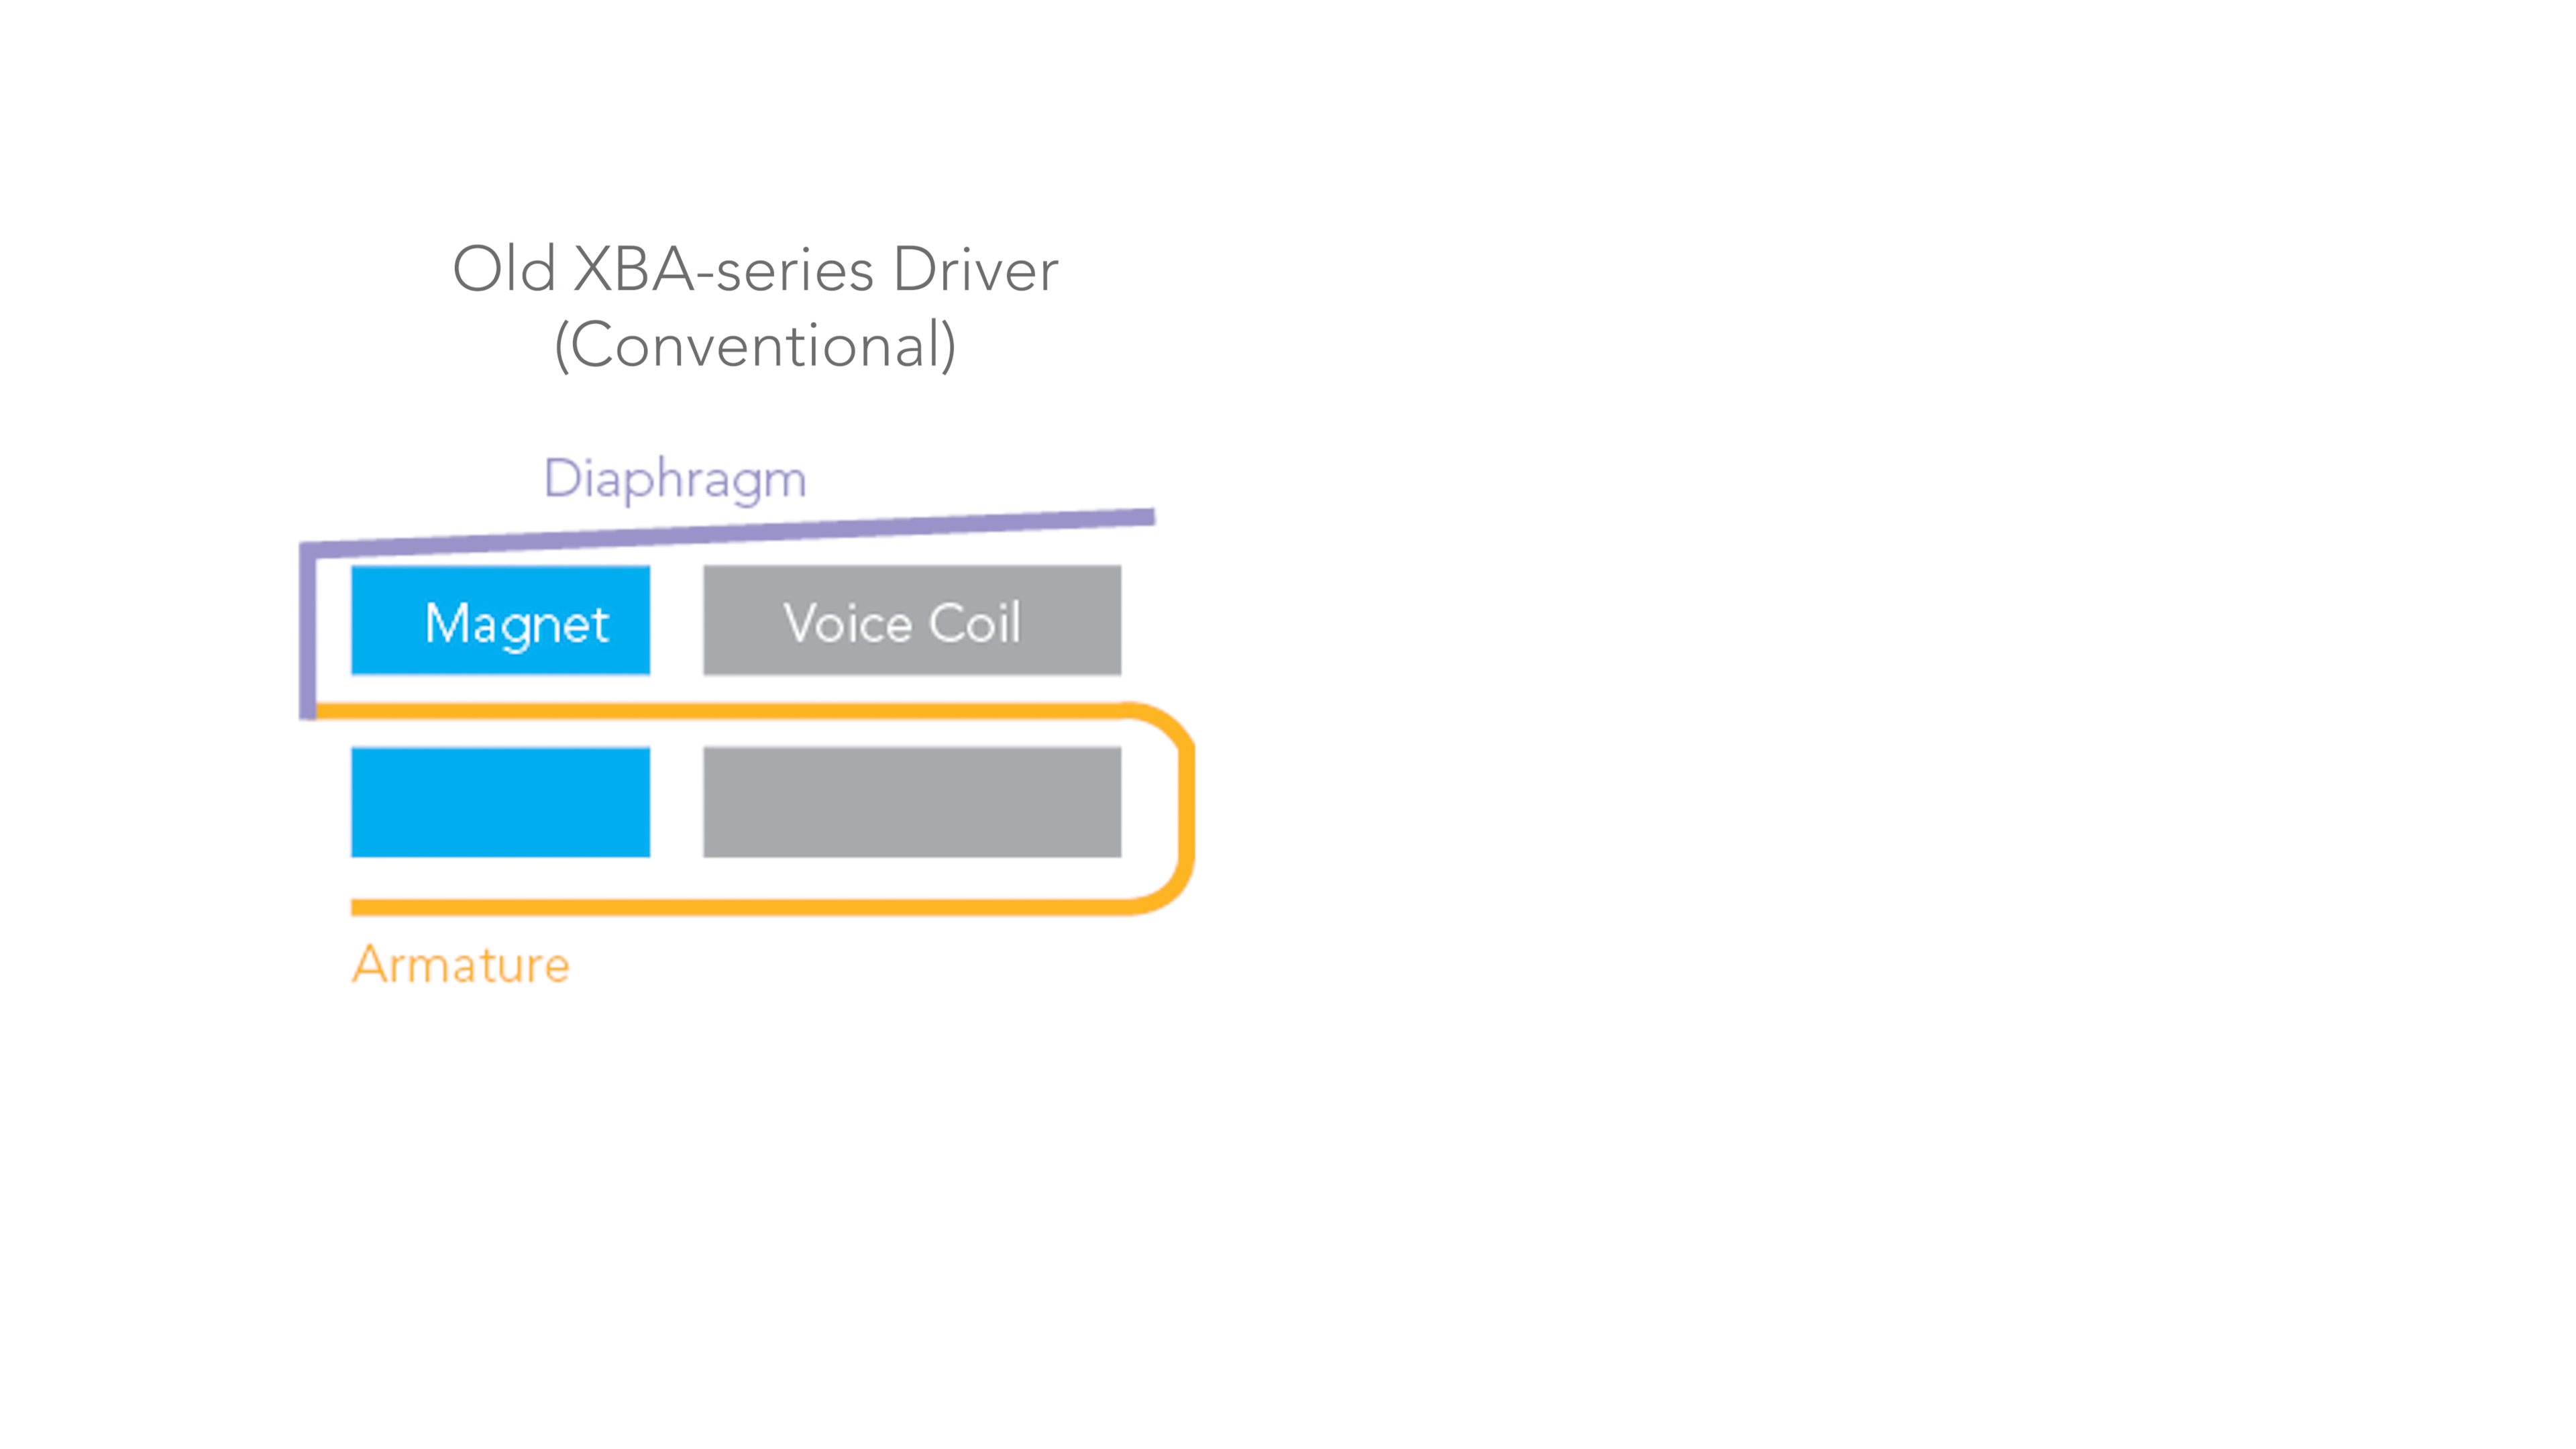 Old XBA-series Driver
(Conventional)
Diaphragm
Magnet
Voice Coil
Armature